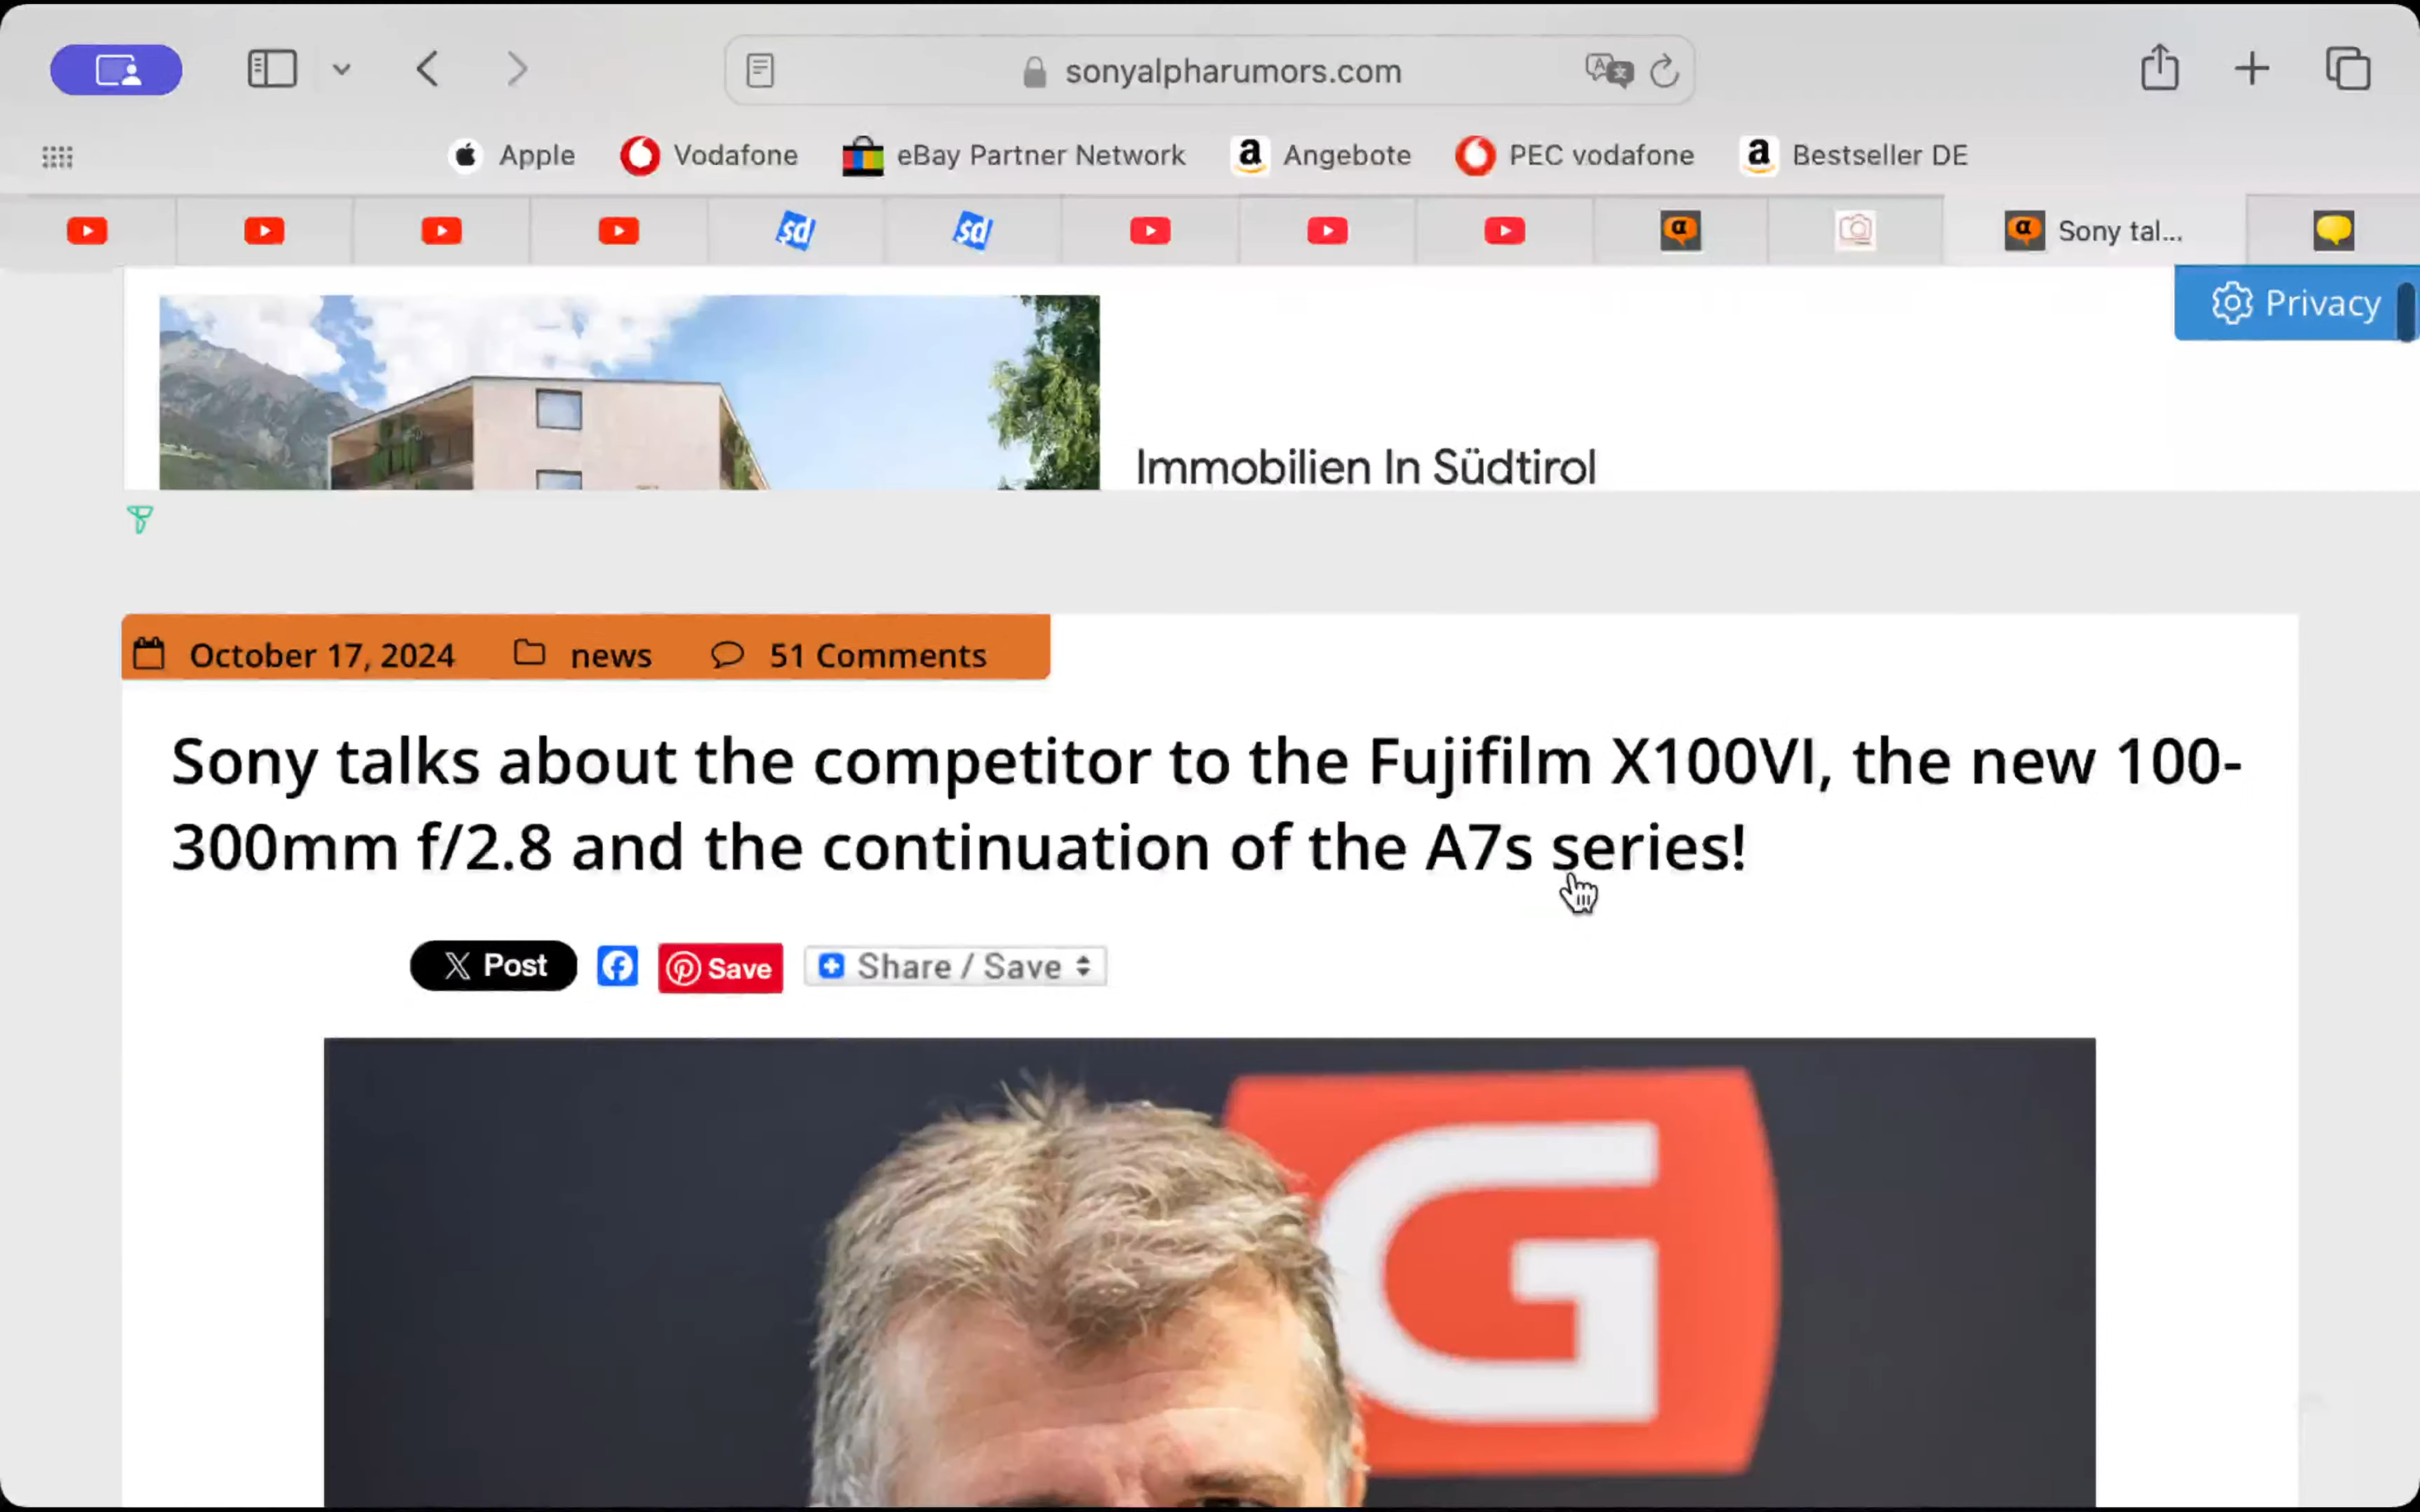 sonyalpharumors.com
Apple
Vodafone
eBay Partner Network
a Angebote
PEC vodafone
a Bestseller DE
sd
sd
α
α Sony tal...
Privacy
Immobilien In Südtirol
October 17, 2024 news 51 Comments
Sony talks about the competitor to the Fujifilm X100VI, the new 100-
300mm f/2.8 and the continuation of the A7s series!
X Post
Save
Share / Save
G